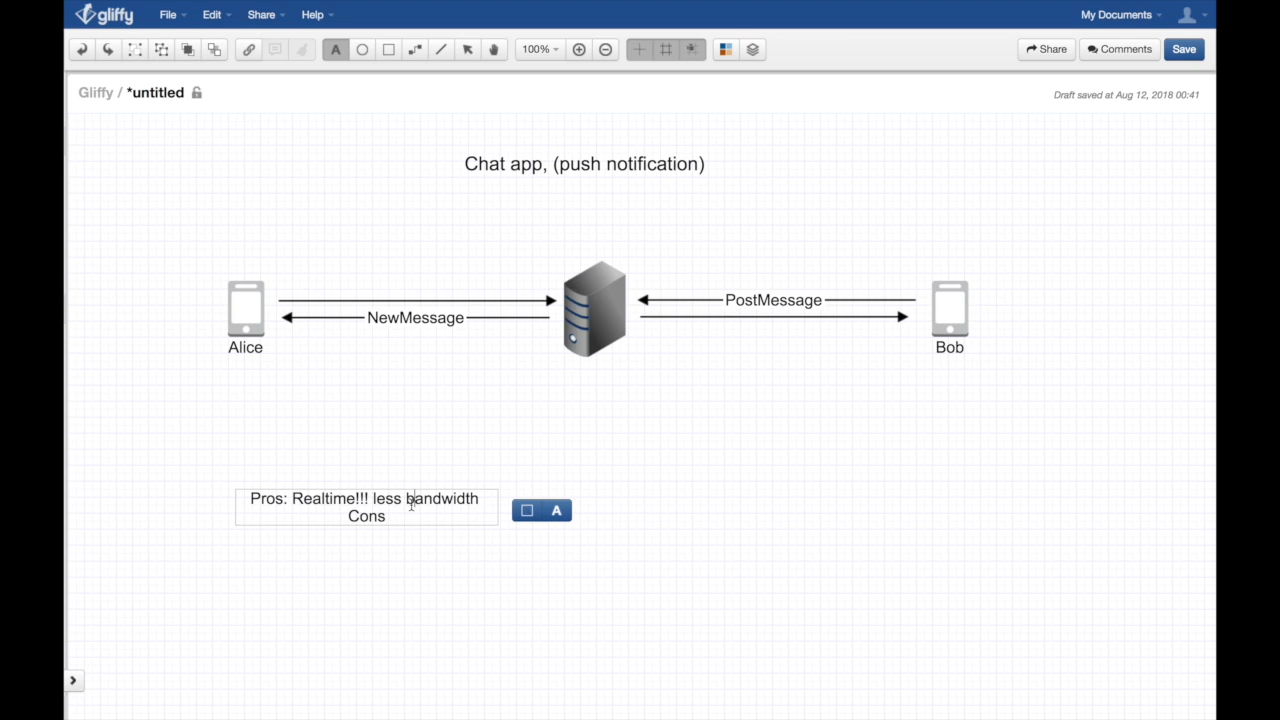 gliffy File Edit Share Help My Documents
A 100% Share Comments Save
Gliffy / *untitled
Draft saved at Aug 12, 2018 00:41
Chat app, (push notification)
PostMessage
NewMessage
Alice
Bob
Pros: Realtime!!! less bandwidth
Cons
A